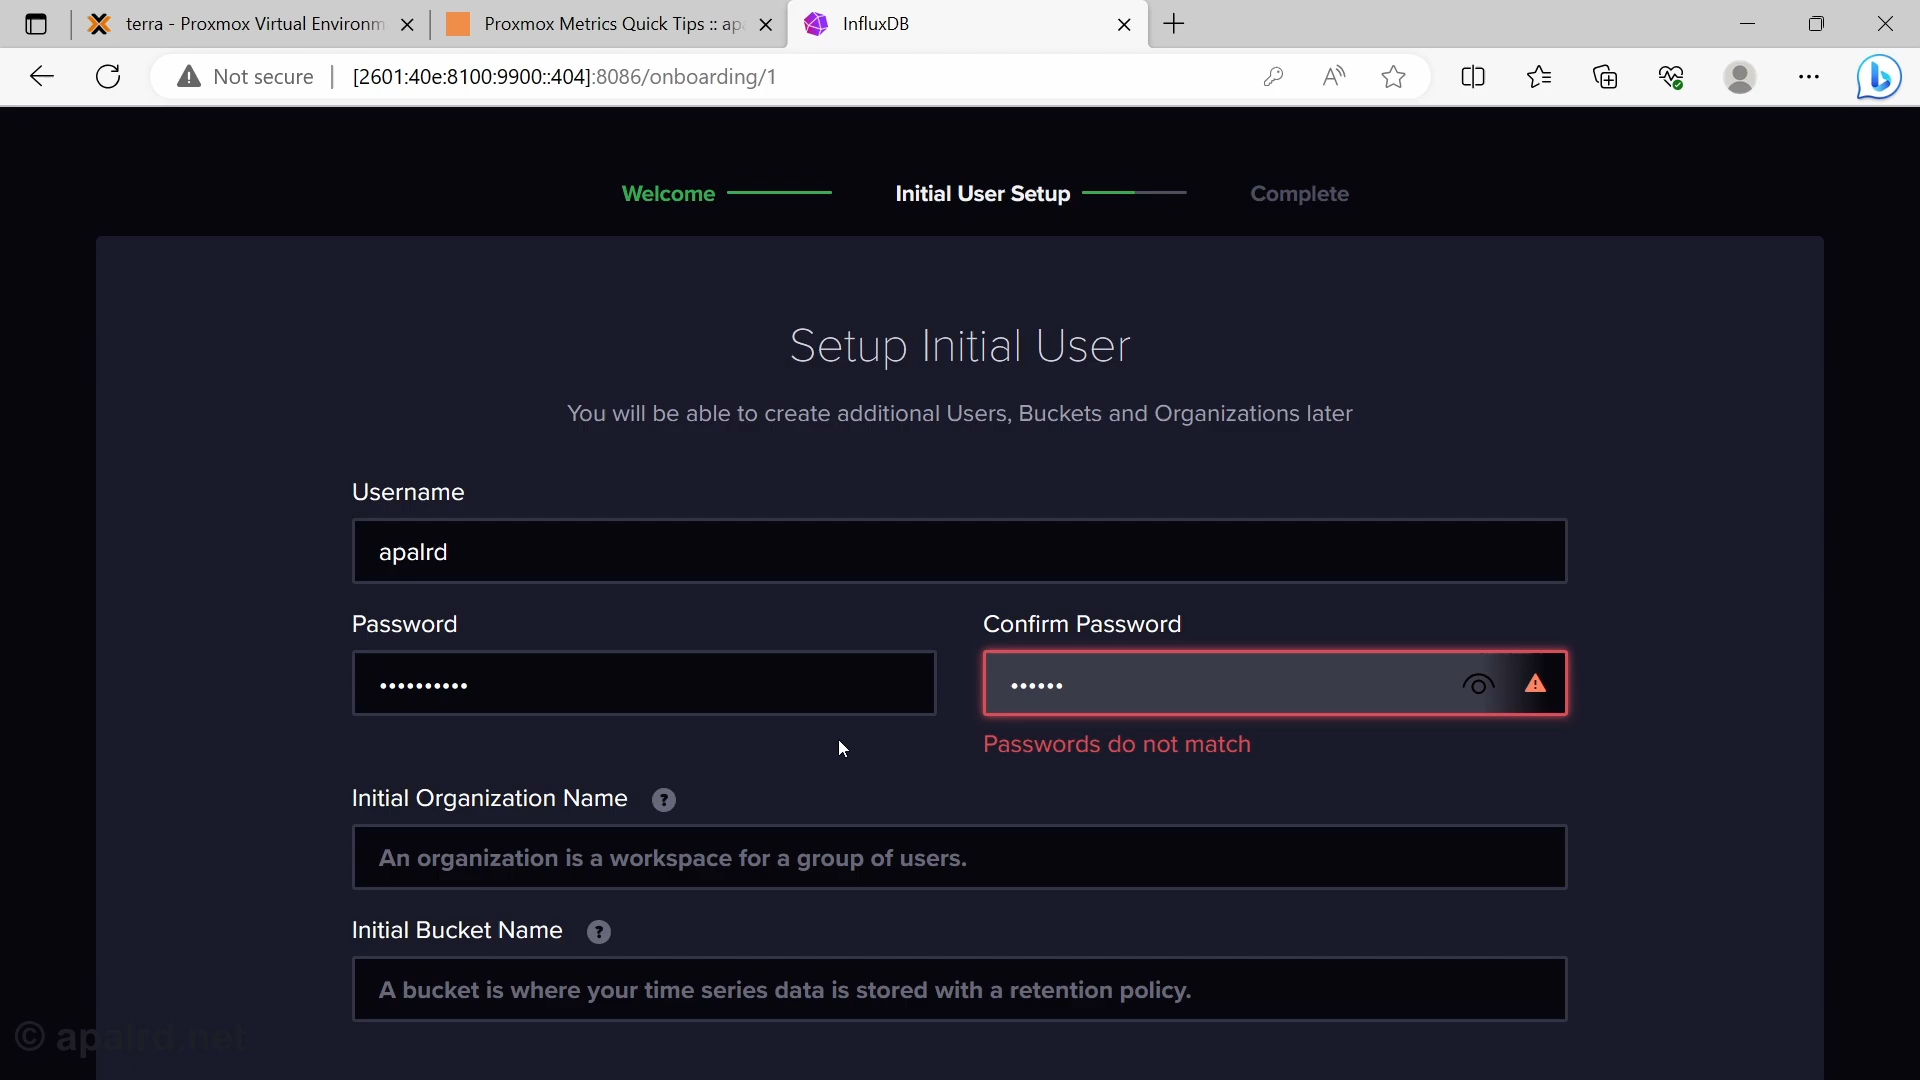 terra - Proxmox Virtual Environm
Proxmox Metrics Quick Tips :: apa
InfluxDB
Not secure
[2601:40e:8100:9900::404]:8086/onboarding/1
Welcome
Initial User Setup
Complete
Setup Initial User
You will be able to create additional Users, Buckets and Organizations later
Username
apalrd
Password
Confirm Password
••••••••••
••••••
Passwords do not match
Initial Organization Name ?
An organization is a workspace for a group of users.
Initial Bucket Name ?
A bucket is where your time series data is stored with a retention policy.
© apalrd.net